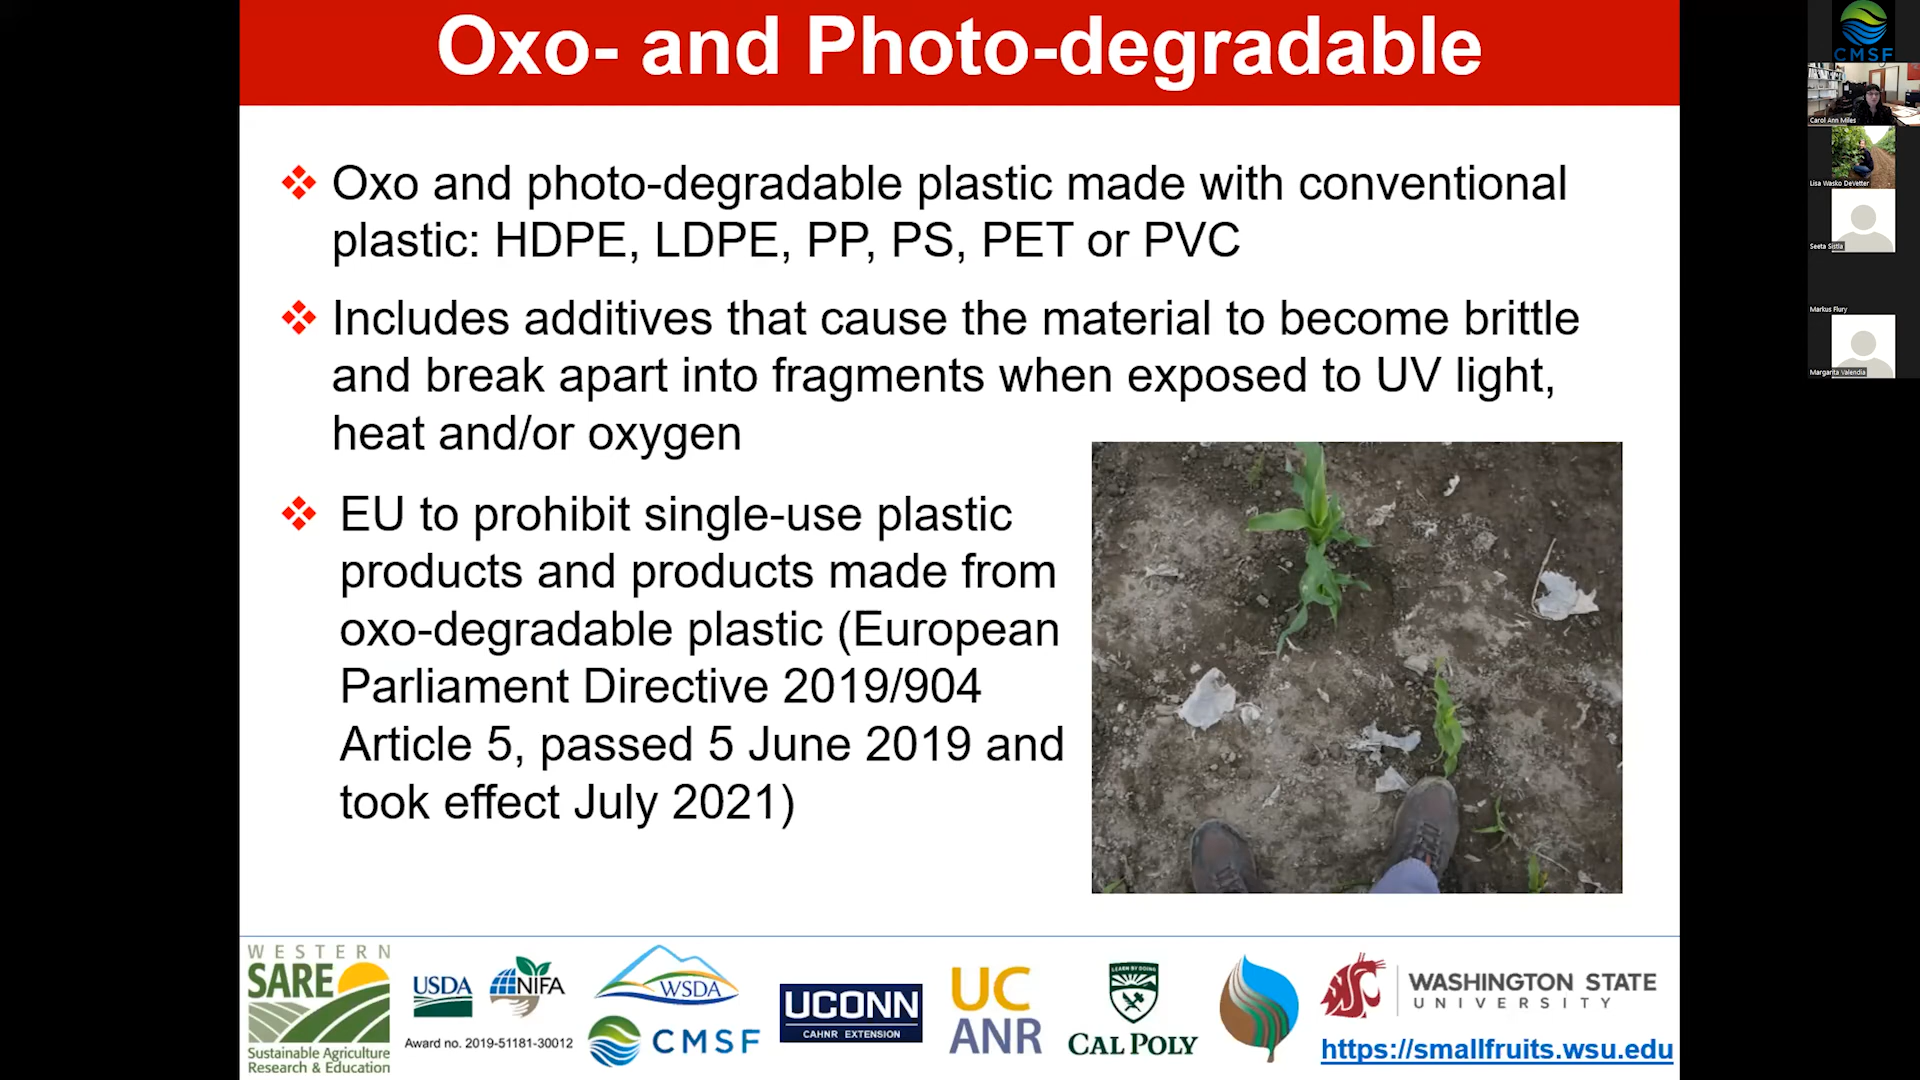 Oxo- and Photo-degradable
Oxo and photo-degradable plastic made with conventional
plastic: HDPE, LDPE, PP, PS, PET or PVC
Includes additives that cause the material to become brittle
and break apart into fragments when exposed to UV light,
heat and/or oxygen
EU to prohibit single-use plastic
products and products made from
oxo-degradable plastic (European
Parliament Directive 2019/904
Article 5, passed 5 June 2019 and
took effect July 2021)
WESTERN
SARE
Sustainable Agriculture
Research & Education
USDA
NIFA
Award no. 2019-51181-30012
WSDA
CMSF
UCONN
CAHNR EXTENSION
UC
ANR
LEARN BY DOING
CAL POLY
WASHINGTON STATE
UNIVERSITY
https://smallfruits.wsu.edu
CMSF
Carol Ann Miles
Lisa Wasko DeVetter
Seeta Sistla
Markus Flury
Margarita Valendia